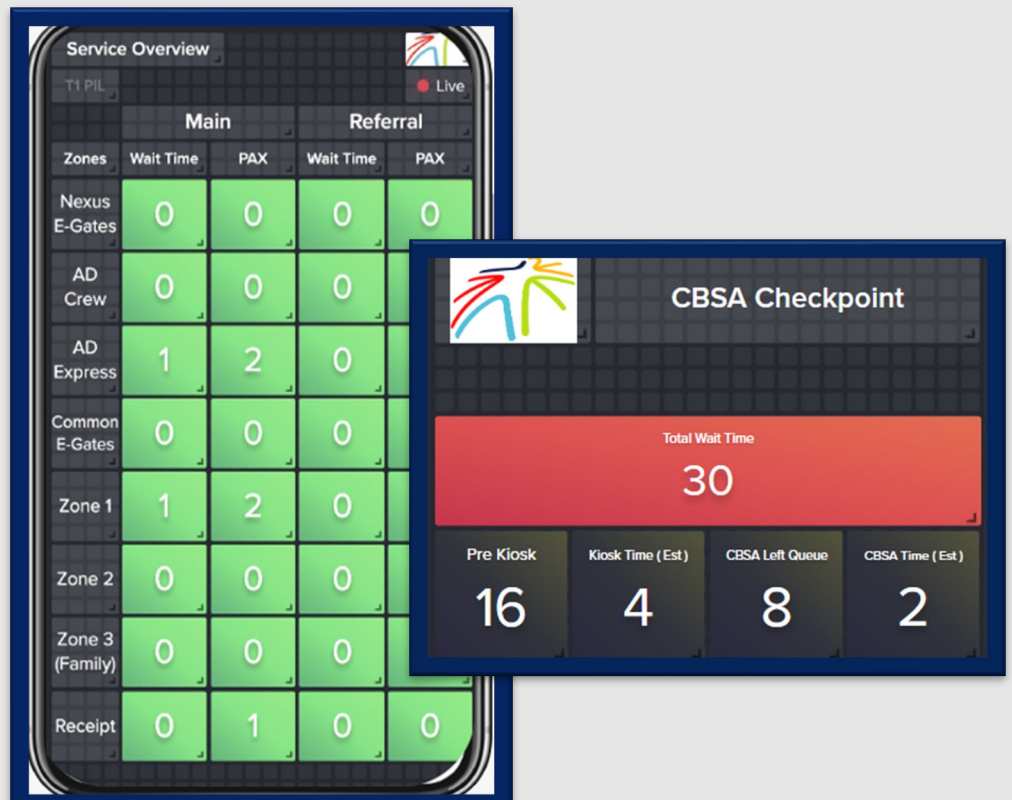 Service Overview
T1 PIL
Live
Main Referral
Zones Wait Time PAX Wait Time PAX
Nexus
E-Gates 0 0 0 0
AD
Crew 0 0 0
AD
Express 1 2 0
Common
E-Gates 0 0 0
Zone 1 1 2 0
Zone 2 0 0 0
Zone 3
(Family) 0 0 0
Receipt 0 1 0 0
CBSA Checkpoint
Total Wait Time
30
Pre Kiosk Kiosk Time ( Est ) CBSA Left Queue CBSA Time ( Est )
16 4 8 2